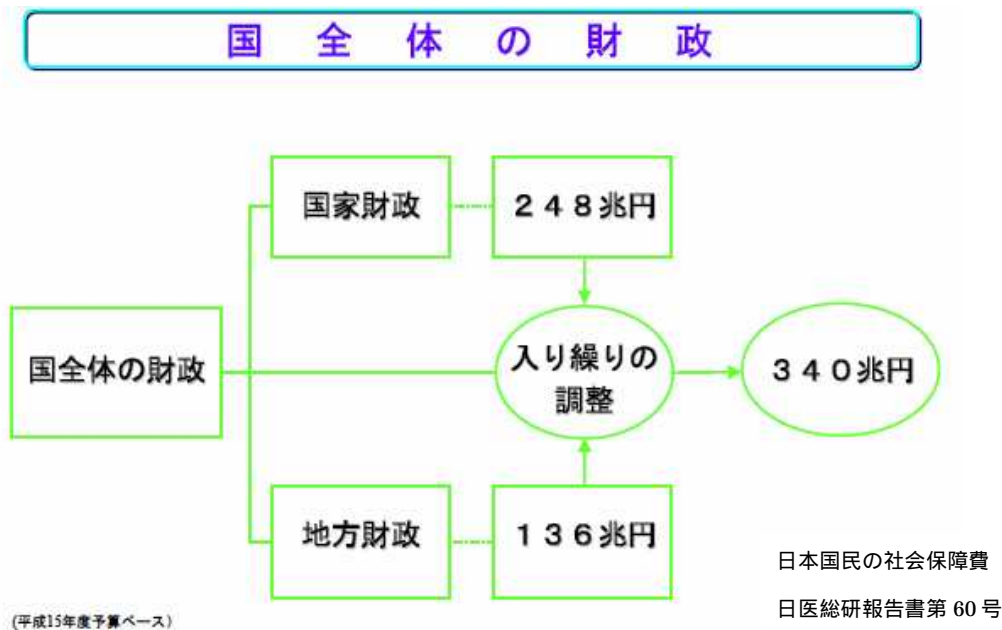 国全体の財政
国家財政
２４８兆円
国全体の財政
入り繰りの
調整
３４０兆円
地方財政
１３６兆円
日本国民の社会保障費
日医総研報告書第 60 号
(平成15年度予算ベース)